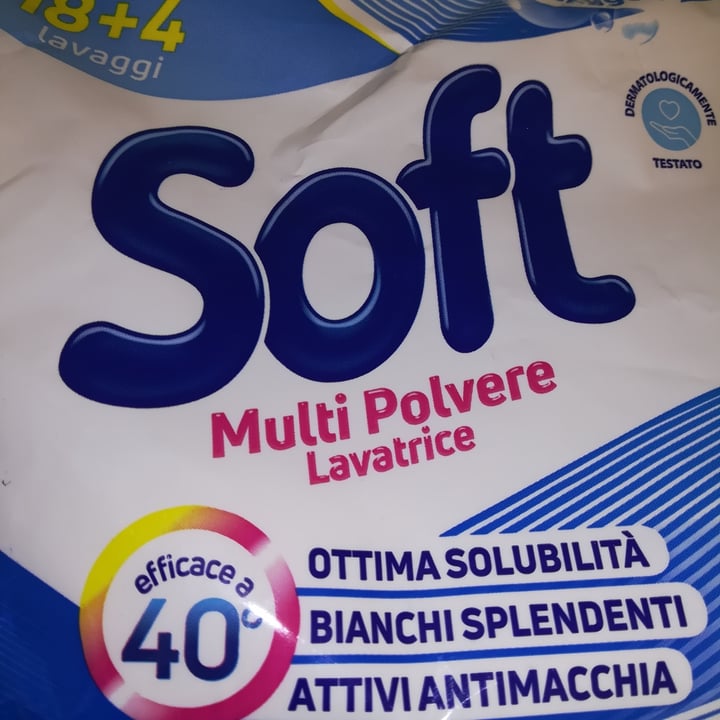 18+4
lavaggi
DERMATOLOGICAMENTE
TESTATO
Soft
Multi Polvere
Lavatrice
efficace a
40°
OTTIMA SOLUBILITÀ
BIANCHI SPLENDENTI
ATTIVI ANTIMACCHIA